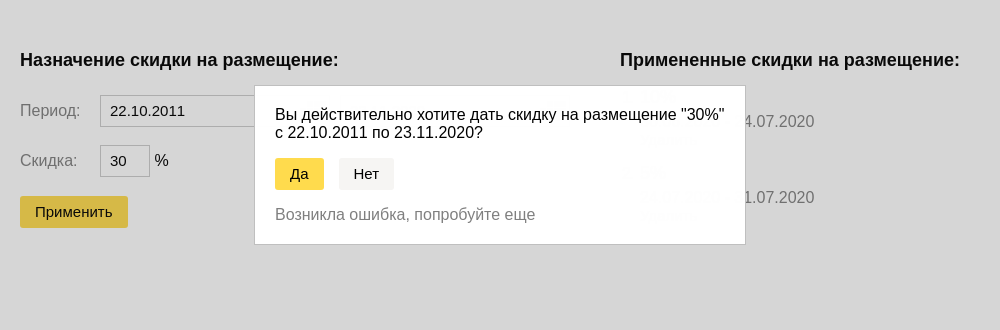 Назначение скидки на размещение:
Примененные скидки на размещение:
Период: 22.10.2011
4.07.2020
Вы действительно хотите дать скидку на размещение "30%"
с 22.10.2011 по 23.11.2020?
Скидка: 30 %
Да Нет
1.07.2020
Применить
Возникла ошибка, попробуйте еще